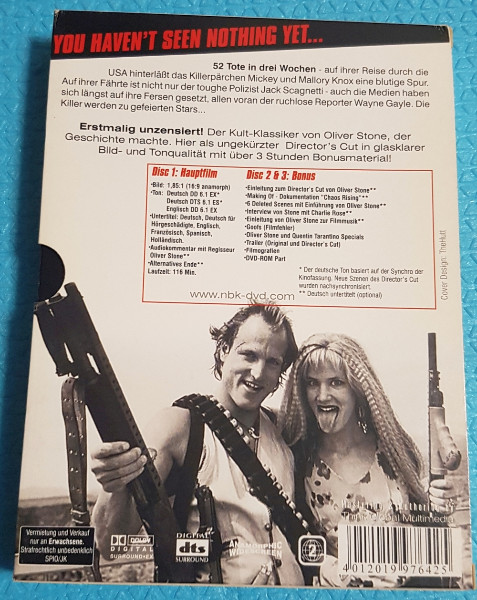 YOU HAVEN'T SEEN NOTHING YET...
52 Tote in drei Wochen - auf ihrer Reise durch die
USA hinterläßt das Killerpärchen Mickey und Mallory Knox eine blutige Spur.
Auf ihrer Fährte ist nicht nur der toughe Polizist Jack Scagnetti - auch die Medien haben
sich längst auf ihre Fersen gesetzt, allen voran der ruchlose Reporter Wayne Gayle. Die
Killer werden zu gefeierten Stars...
Erstmalig unzensiert! Der Kult-Klassiker von Oliver Stone, der
Geschichte machte. Hier als ungekürzter Director's Cut in glasklarer
Bild- und Tonqualität mit über 3 Stunden Bonusmaterial!
Disc 1: Hauptfilm
•Bild: 1,85:1 (16:9 anamorph)
•Ton: Deutsch DD 6.1 EX*
Deutsch DTS 6.1 ES*
Englisch DD 6.1 EX
•Untertitel: Deutsch, Deutsch für
Hörgeschädigte, Englisch,
Französisch, Spanisch,
Holländisch.
•Audiokommentar mit Regisseur
Oliver Stone**
•Alternatives Ende**
Laufzeit: 116 Min.
Disc 2 & 3: Bonus
•Einleitung zum Director's Cut von Oliver Stone**
•Making Of - Dokumentation "Chaos Rising"**
•6 Deleted Scenes mit Einführung von Oliver Stone**
•Interview von Stone mit Charlie Rose**
•Einleitung von Oliver Stone zur Filmmusik**
•Goofs (Filmfehler)
•Oliver Stone und Quentin Tarantino Specials
•Trailer (Original und Director's Cut)
•Filmografien
•DVD-ROM Part
* Der deutsche Ton basiert auf der Synchro der
Kinofassung. Neue Szenen des Director's Cut
wurden nachsynchronisiert.
** Deutsch untertitelt (optional)
www.nbk-dvd.com
Cover Design: TheHutt
Vermietung und Verkauf
nur an Erwachsene.
Strafrechtlich unbedenklich
SPIO/JK
DOLBY
DIGITAL
SURROUND•EX
DIGITAL
dts
SURROUND
ANAMORPHIC
WIDESCREEN
2
Multimedia
4012019976425